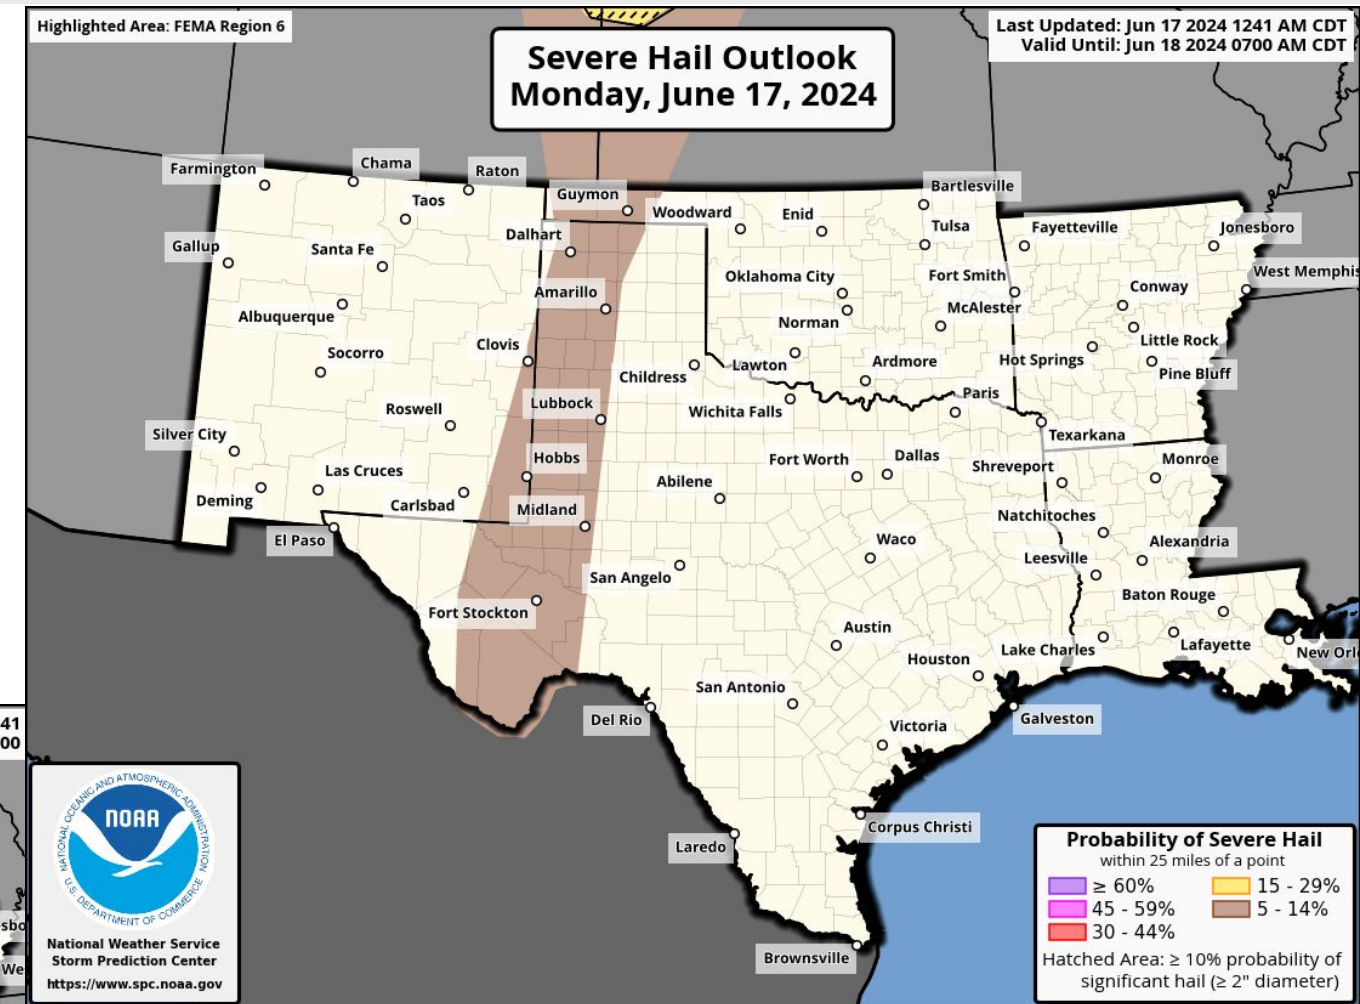 Highlighted Area: FEMA Region 6
Last Updated: Jun 17 2024 1241 AM CDT
Valid Until: Jun 18 2024 0700 AM CDT
Severe Hail Outlook
Monday, June 17, 2024
Farmington
Chama
Raton
Taos
Guymon
Woodward
Enid
Bartlesville
Tulsa
Fayetteville
Jonesboro
Gallup
Santa Fe
Dalhart
Oklahoma City
Fort Smith
West Memphis
Albuquerque
Amarillo
Norman
McAlester
Conway
Socorro
Clovis
Childress
Lawton
Ardmore
Hot Springs
Little Rock
Pine Bluff
Roswell
Lubbock
Wichita Falls
Paris
Texarkana
Silver City
Las Cruces
Hobbs
Abilene
Fort Worth
Dallas
Shreveport
Monroe
Deming
Carlsbad
Midland
Natchitoches
El Paso
San Angelo
Waco
Leesville
Alexandria
Fort Stockton
Austin
Baton Rouge
Houston
Lake Charles
Lafayette
New Orl
Del Rio
San Antonio
Victoria
Galveston
41
00
Laredo
Corpus Christi
Brownsville
sbo
We
NATIONAL OCEANIC AND ATMOSPHERIC ADMINISTRATION
NOAA
U.S. DEPARTMENT OF COMMERCE
National Weather Service
Storm Prediction Center
https://www.spc.noaa.gov
Probability of Severe Hail
within 25 miles of a point
≥ 60% 15 - 29%
45 - 59% 5 - 14%
30 - 44%
Hatched Area: ≥ 10% probability of
significant hail (≥ 2" diameter)